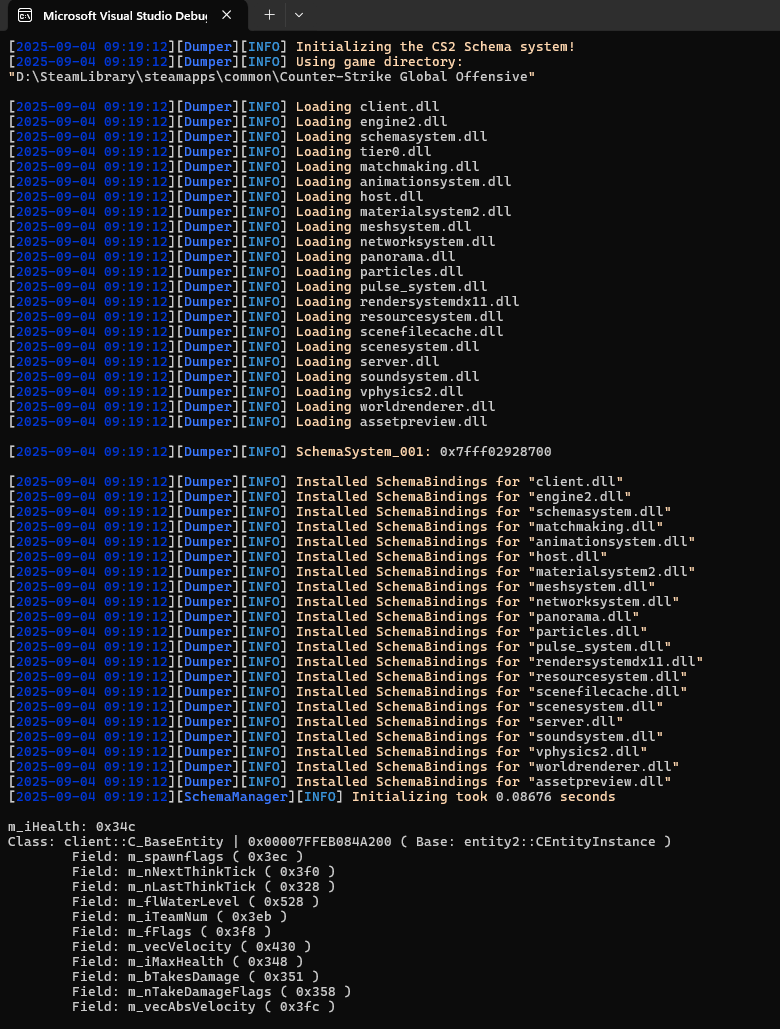 Microsoft Visual Studio Debug
[2025-09-04 09:19:12][Dumper][INFO] Initializing the CS2 Schema system!
[2025-09-04 09:19:12][Dumper][INFO] Using game directory:
"D:\SteamLibrary\steamapps\common\Counter-Strike Global Offensive"
[2025-09-04 09:19:12][Dumper][INFO] Loading client.dll
[2025-09-04 09:19:12][Dumper][INFO] Loading engine2.dll
[2025-09-04 09:19:12][Dumper][INFO] Loading schemasystem.dll
[2025-09-04 09:19:12][Dumper][INFO] Loading tier0.dll
[2025-09-04 09:19:12][Dumper][INFO] Loading matchmaking.dll
[2025-09-04 09:19:12][Dumper][INFO] Loading animationsystem.dll
[2025-09-04 09:19:12][Dumper][INFO] Loading host.dll
[2025-09-04 09:19:12][Dumper][INFO] Loading materialsystem2.dll
[2025-09-04 09:19:12][Dumper][INFO] Loading meshsystem.dll
[2025-09-04 09:19:12][Dumper][INFO] Loading networksystem.dll
[2025-09-04 09:19:12][Dumper][INFO] Loading panorama.dll
[2025-09-04 09:19:12][Dumper][INFO] Loading particles.dll
[2025-09-04 09:19:12][Dumper][INFO] Loading pulse_system.dll
[2025-09-04 09:19:12][Dumper][INFO] Loading rendersystemdx11.dll
[2025-09-04 09:19:12][Dumper][INFO] Loading resourcesystem.dll
[2025-09-04 09:19:12][Dumper][INFO] Loading scenefilecache.dll
[2025-09-04 09:19:12][Dumper][INFO] Loading scenesystem.dll
[2025-09-04 09:19:12][Dumper][INFO] Loading server.dll
[2025-09-04 09:19:12][Dumper][INFO] Loading soundsystem.dll
[2025-09-04 09:19:12][Dumper][INFO] Loading vphysics2.dll
[2025-09-04 09:19:12][Dumper][INFO] Loading worldrenderer.dll
[2025-09-04 09:19:12][Dumper][INFO] Loading assetpreview.dll
[2025-09-04 09:19:12][Dumper][INFO] SchemaSystem_001: 0x7fff02928700
[2025-09-04 09:19:12][Dumper][INFO] Installed SchemaBindings for "client.dll"
[2025-09-04 09:19:12][Dumper][INFO] Installed SchemaBindings for "engine2.dll"
[2025-09-04 09:19:12][Dumper][INFO] Installed SchemaBindings for "schemasystem.dll"
[2025-09-04 09:19:12][Dumper][INFO] Installed SchemaBindings for "matchmaking.dll"
[2025-09-04 09:19:12][Dumper][INFO] Installed SchemaBindings for "animationsystem.dll"
[2025-09-04 09:19:12][Dumper][INFO] Installed SchemaBindings for "host.dll"
[2025-09-04 09:19:12][Dumper][INFO] Installed SchemaBindings for "materialsystem2.dll"
[2025-09-04 09:19:12][Dumper][INFO] Installed SchemaBindings for "meshsystem.dll"
[2025-09-04 09:19:12][Dumper][INFO] Installed SchemaBindings for "networksystem.dll"
[2025-09-04 09:19:12][Dumper][INFO] Installed SchemaBindings for "panorama.dll"
[2025-09-04 09:19:12][Dumper][INFO] Installed SchemaBindings for "particles.dll"
[2025-09-04 09:19:12][Dumper][INFO] Installed SchemaBindings for "pulse_system.dll"
[2025-09-04 09:19:12][Dumper][INFO] Installed SchemaBindings for "rendersystemdx11.dll"
[2025-09-04 09:19:12][Dumper][INFO] Installed SchemaBindings for "resourcesystem.dll"
[2025-09-04 09:19:12][Dumper][INFO] Installed SchemaBindings for "scenefilecache.dll"
[2025-09-04 09:19:12][Dumper][INFO] Installed SchemaBindings for "scenesystem.dll"
[2025-09-04 09:19:12][Dumper][INFO] Installed SchemaBindings for "server.dll"
[2025-09-04 09:19:12][Dumper][INFO] Installed SchemaBindings for "soundsystem.dll"
[2025-09-04 09:19:12][Dumper][INFO] Installed SchemaBindings for "vphysics2.dll"
[2025-09-04 09:19:12][Dumper][INFO] Installed SchemaBindings for "worldrenderer.dll"
[2025-09-04 09:19:12][Dumper][INFO] Installed SchemaBindings for "assetpreview.dll"
[2025-09-04 09:19:12][SchemaManager][INFO] Initializing took 0.08676 seconds
m_iHealth: 0x34c
Class: client::C_BaseEntity | 0x00007FFEB084A200 ( Base: entity2::CEntityInstance )
Field: m_spawnflags ( 0x3ec )
Field: m_nNextThinkTick ( 0x3f0 )
Field: m_nLastThinkTick ( 0x328 )
Field: m_flWaterLevel ( 0x528 )
Field: m_iTeamNum ( 0x3eb )
Field: m_fFlags ( 0x3f8 )
Field: m_vecVelocity ( 0x430 )
Field: m_iMaxHealth ( 0x348 )
Field: m_bTakesDamage ( 0x351 )
Field: m_nTakeDamageFlags ( 0x358 )
Field: m_vecAbsVelocity ( 0x3fc )